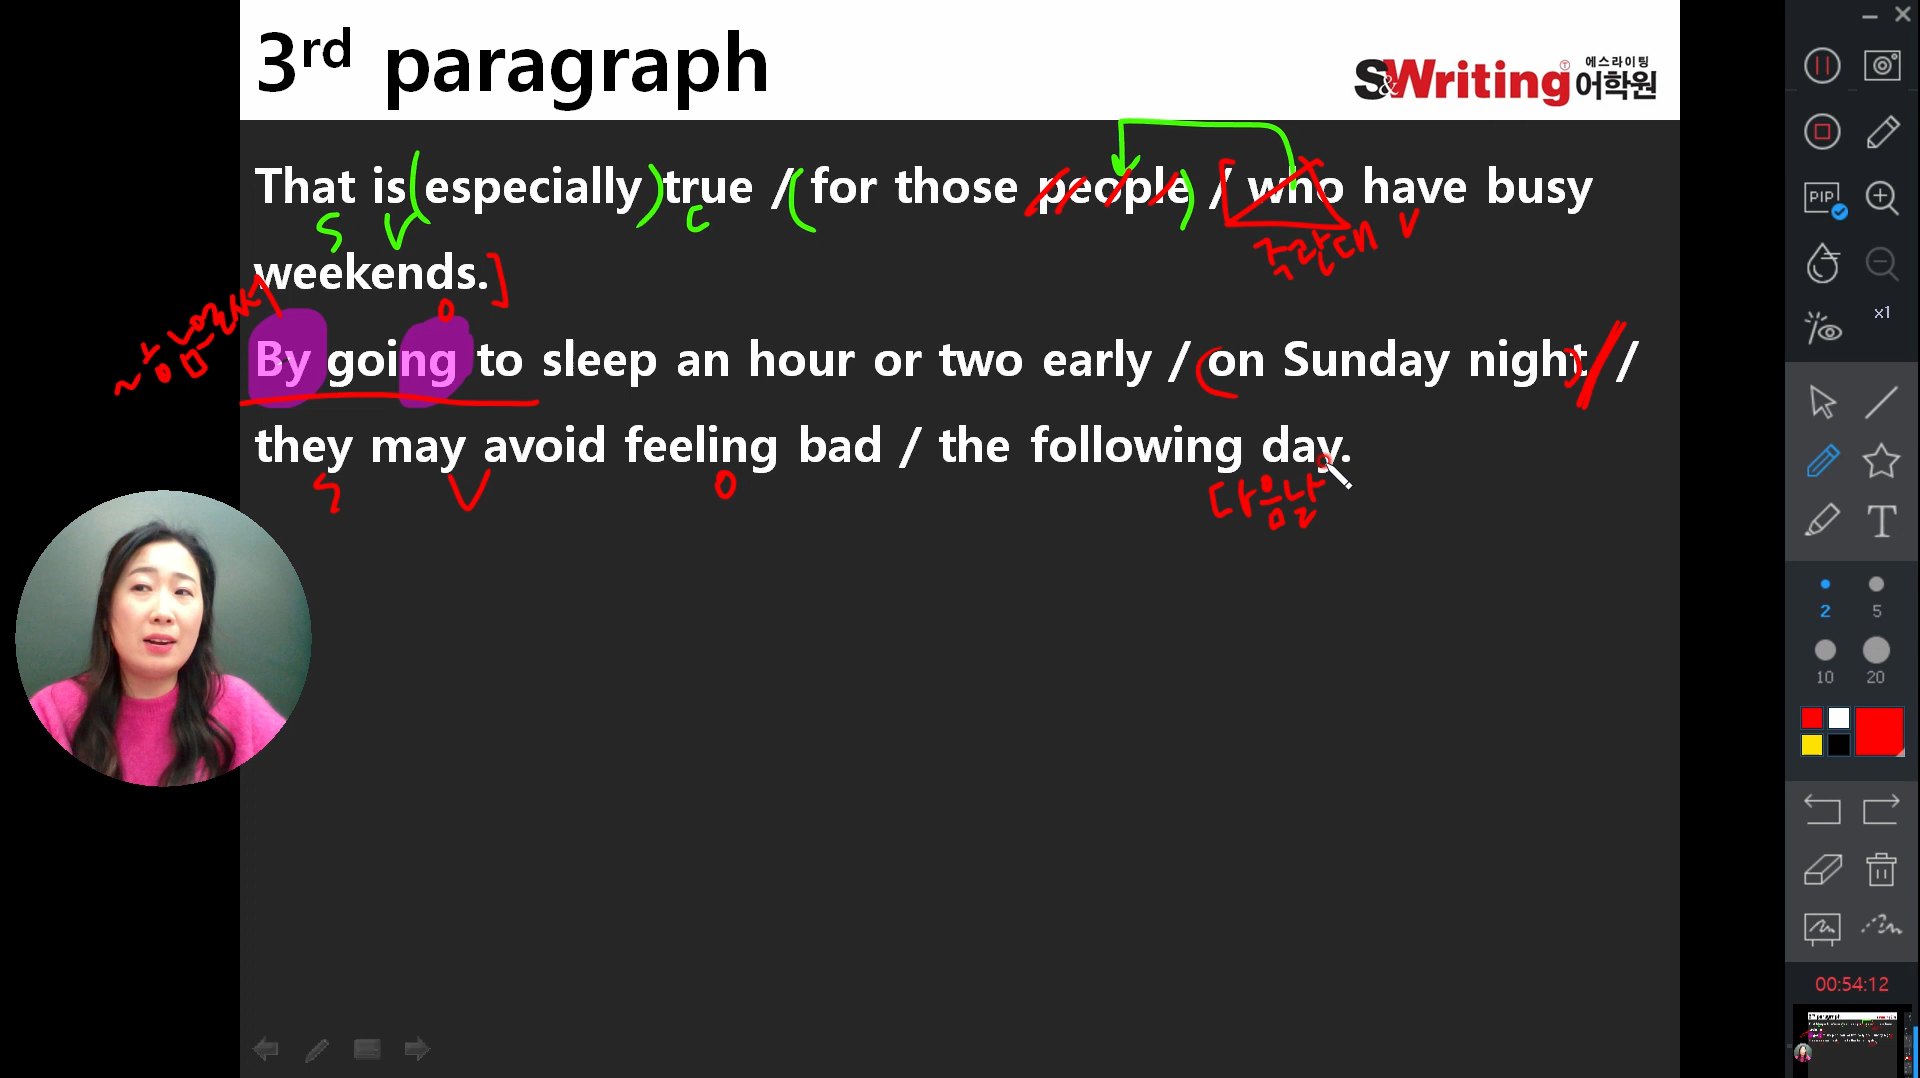 3rd paragraph
S&Writing 에스라이팅 어학원
That is especially true / for those people / who have busy
S V C 주관대 V
weekends.]
O
~함으로써
By going to sleep an hour or two early / on Sunday night /
they may avoid feeling bad / the following day.
S V O 다음날
PIP
x1
T
2 5
10 20
00:54:12